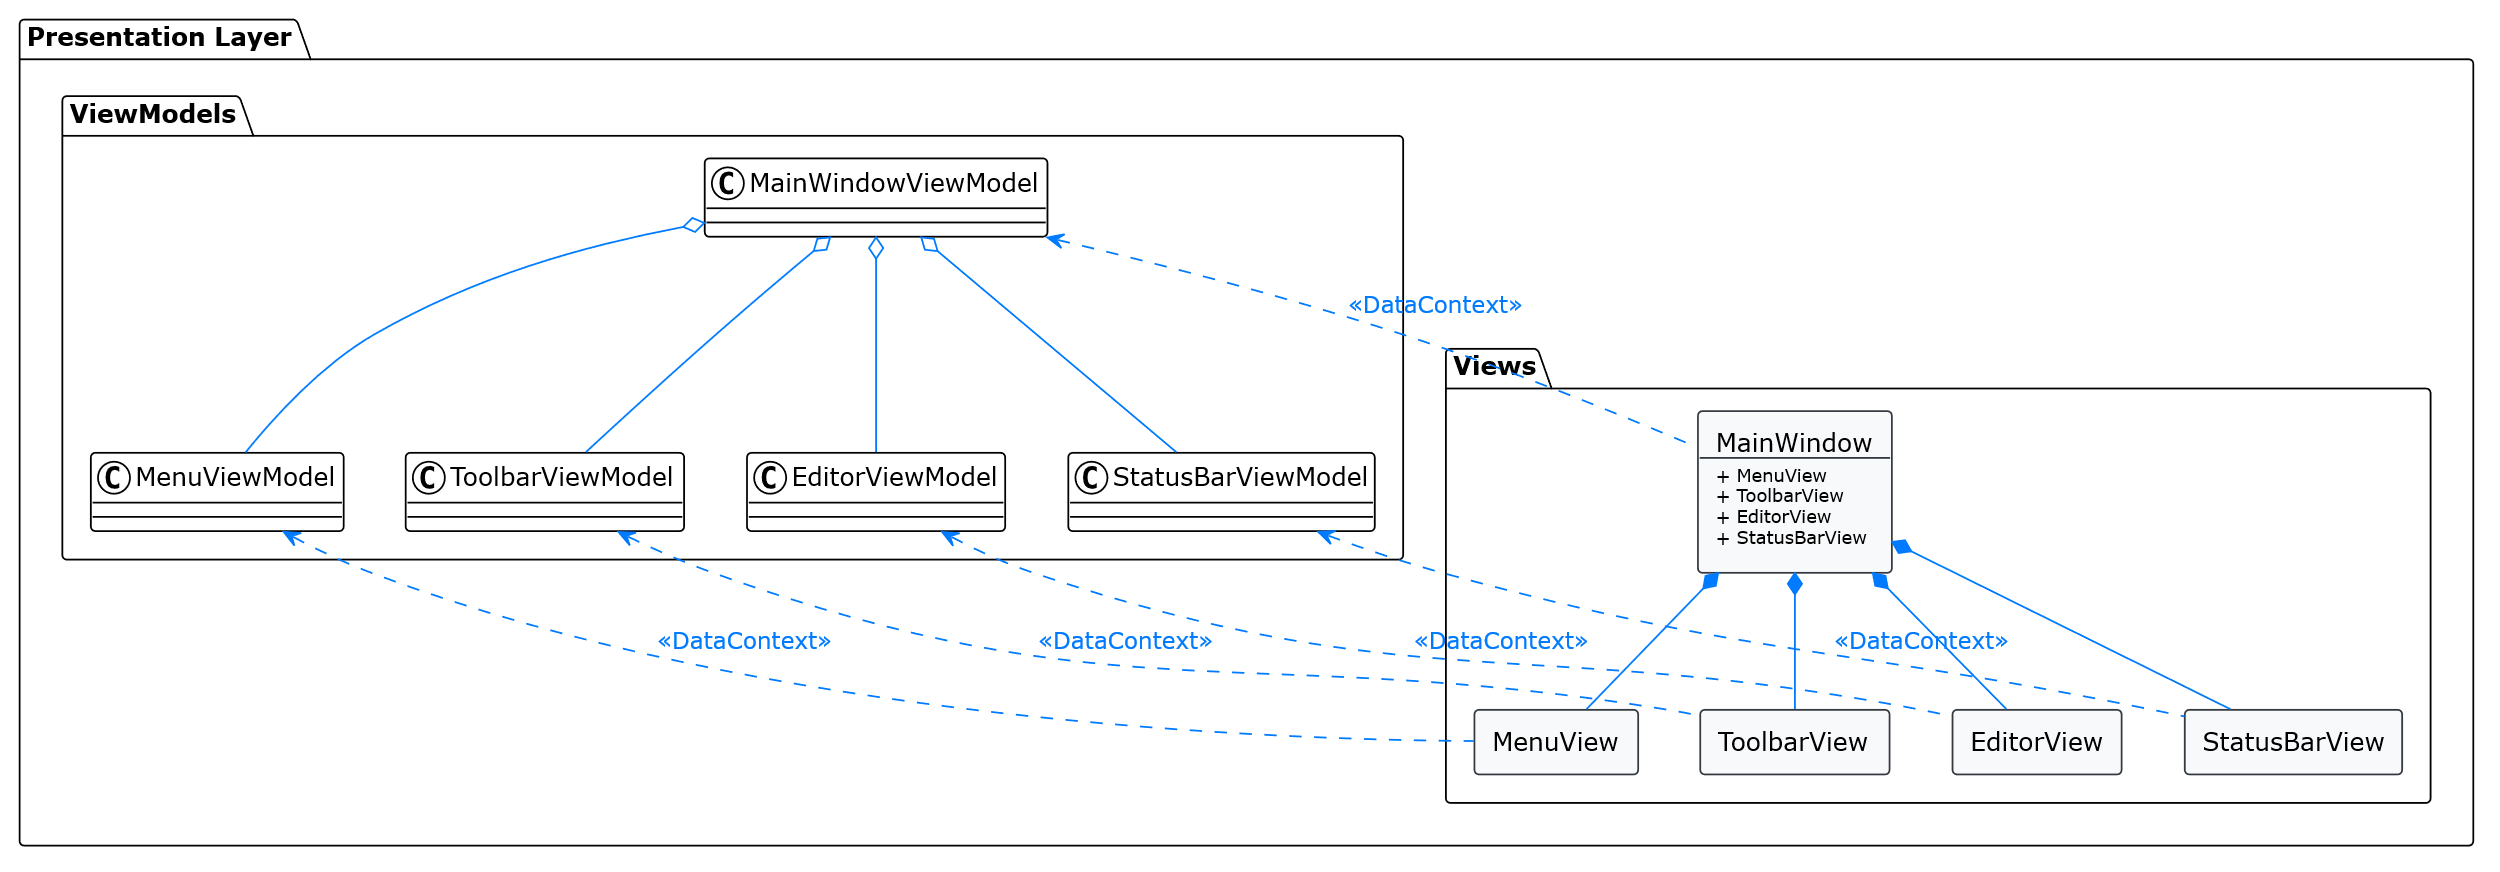 Presentation Layer
ViewModels
C MainWindowViewModel
«DataContext»
Views
MainWindow
+ MenuView
+ ToolbarView
+ EditorView
+ StatusBarView
C MenuViewModel
C ToolbarViewModel
C EditorViewModel
C StatusBarViewModel
«DataContext»
«DataContext»
«DataContext»
«DataContext»
MenuView
ToolbarView
EditorView
StatusBarView